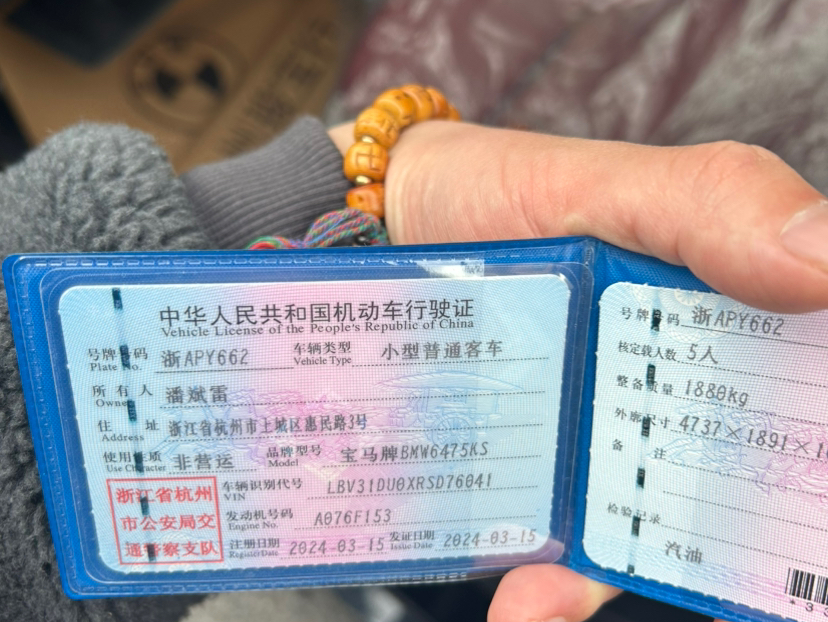 中华人民共和国机动车行驶证
Vehicle License of the People's Republic of China
号牌号码 浙APY662 车辆类型 小型普通客车
Plate No. Vehicle Type
所有人 潘斌雷
Owner
住址 浙江省杭州市上城区惠民路3号
Address
使用性质 非营运 品牌型号 宝马牌BMW6475KS
Use Character Model
浙江省杭州
市公安局交
通警察支队
车辆识别代号 LBV31DU0XRSD76041
VIN
发动机号码 A076F153
Engine No.
注册日期 2024-03-15 发证日期 2024-03-15
Register Date Issue Date
号牌号码 浙APY662
核定载人数 5人
整备质量 1880kg
外廓尺寸 4737×1891×
备注
检验记录
汽油